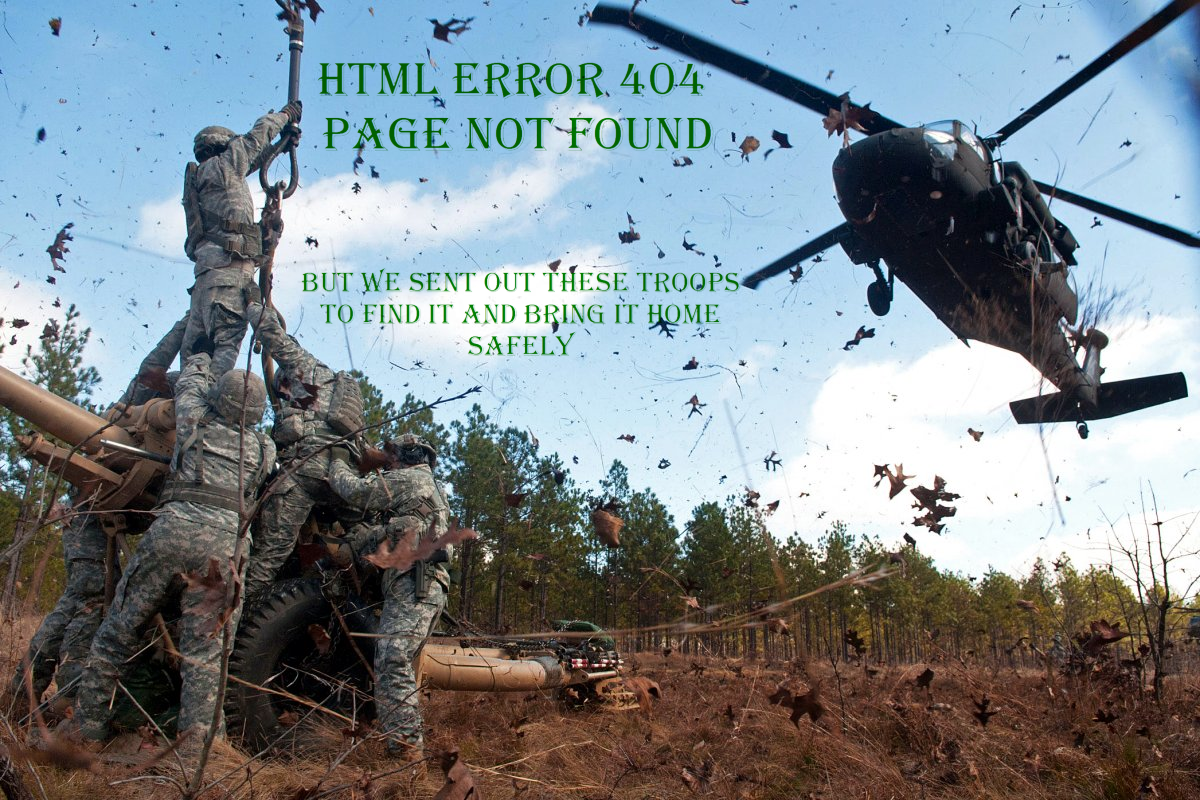 HTML ERROR 404
PAGE NOT FOUND
BUT WE SENT OUT THESE TROOPS
TO FIND IT AND BRING IT HOME
SAFELY